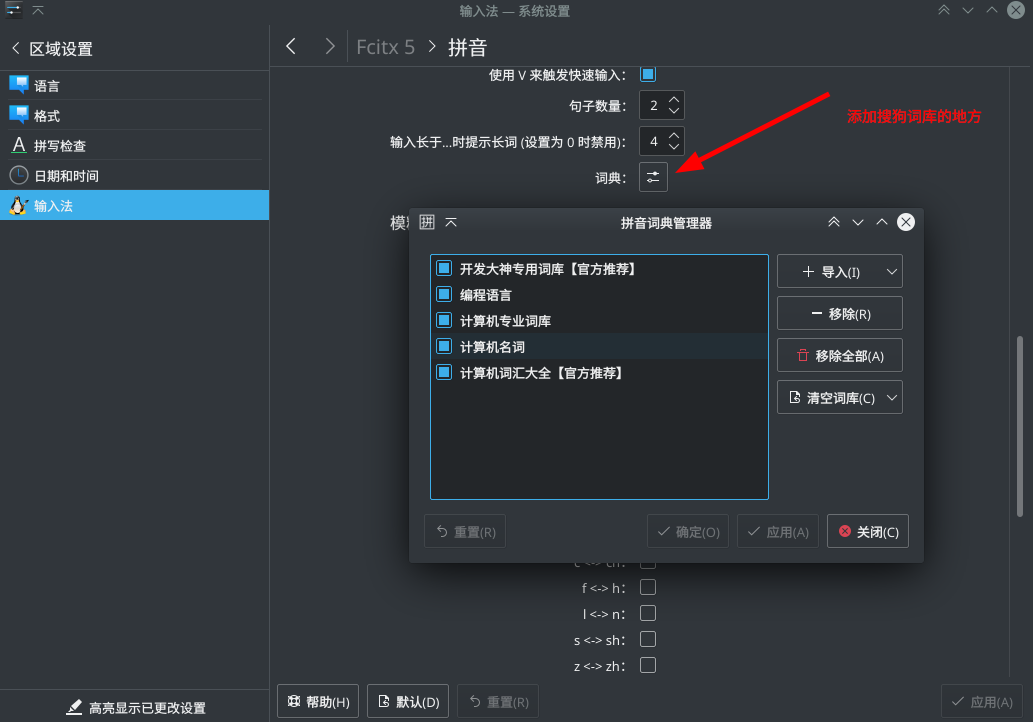 输入法 — 系统设置
区域设置
Fcitx 5
拼音
语言
格式
拼写检查
日期和时间
输入法
使用 V 来触发快速输入：
句子数量：
2
输入长于...时提示长词 (设置为 0 时禁用)：
4
词典：
添加搜狗词库的地方
模
拼
拼音词典管理器
开发大神专用词库【官方推荐】
编程语言
计算机专业词库
计算机名词
计算机词汇大全【官方推荐】
导入(I)
移除(R)
移除全部(A)
清空词库(C)
重置(R)
确定(O)
应用(A)
关闭(C)
c <-> ch：
f <-> h：
l <-> n：
s <-> sh：
z <-> zh：
高亮显示已更改设置
帮助(H)
默认(D)
重置(R)
应用(A)